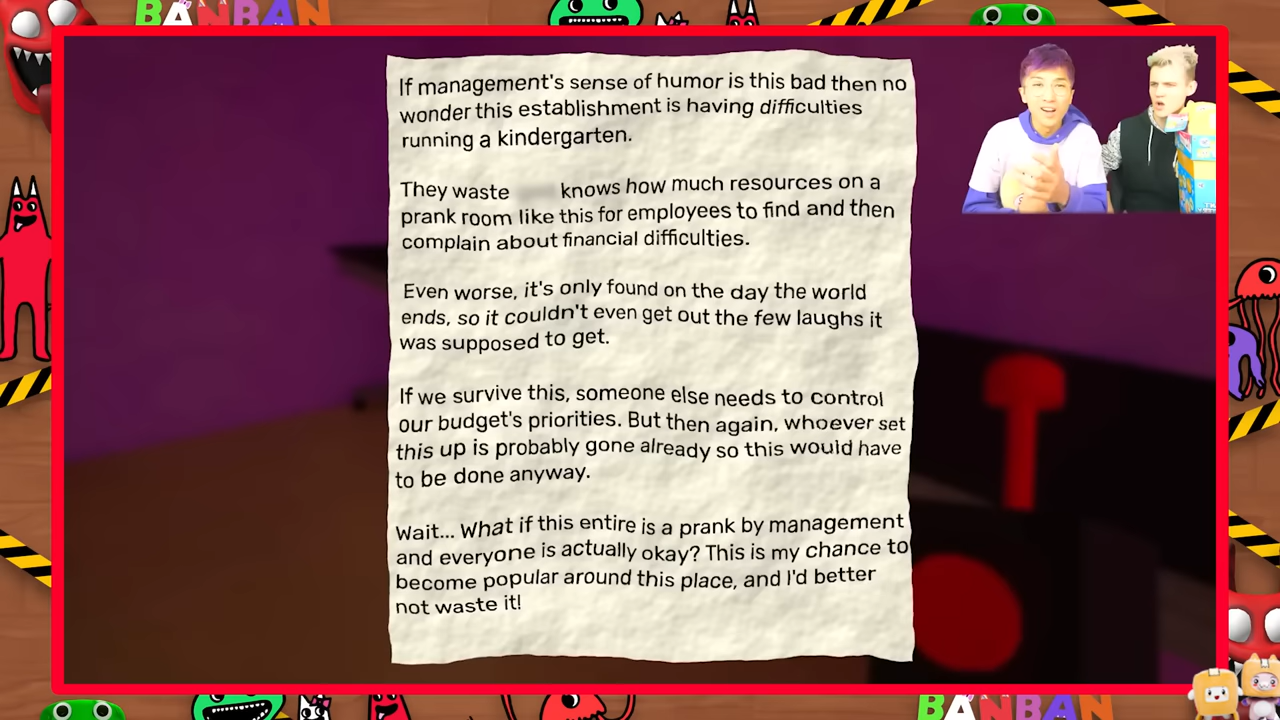 BANBAN
If management's sense of humor is this bad then no
wonder this establishment is having difficulties
running a kindergarten.
They waste knows how much resources on a
prank room like this for employees to find and then
complain about financial difficulties.
Even worse, it's only found on the day the world
ends, so it couldn't even get out the few laughs it
was supposed to get.
If we survive this, someone else needs to control
our budget's priorities. But then again, whoever set
this up is probably gone already so this would have
to be done anyway.
Wait... What if this entire is a prank by management
and everyone is actually okay? This is my chance to
become popular around this place, and I'd better
not waste it!
BANBAN